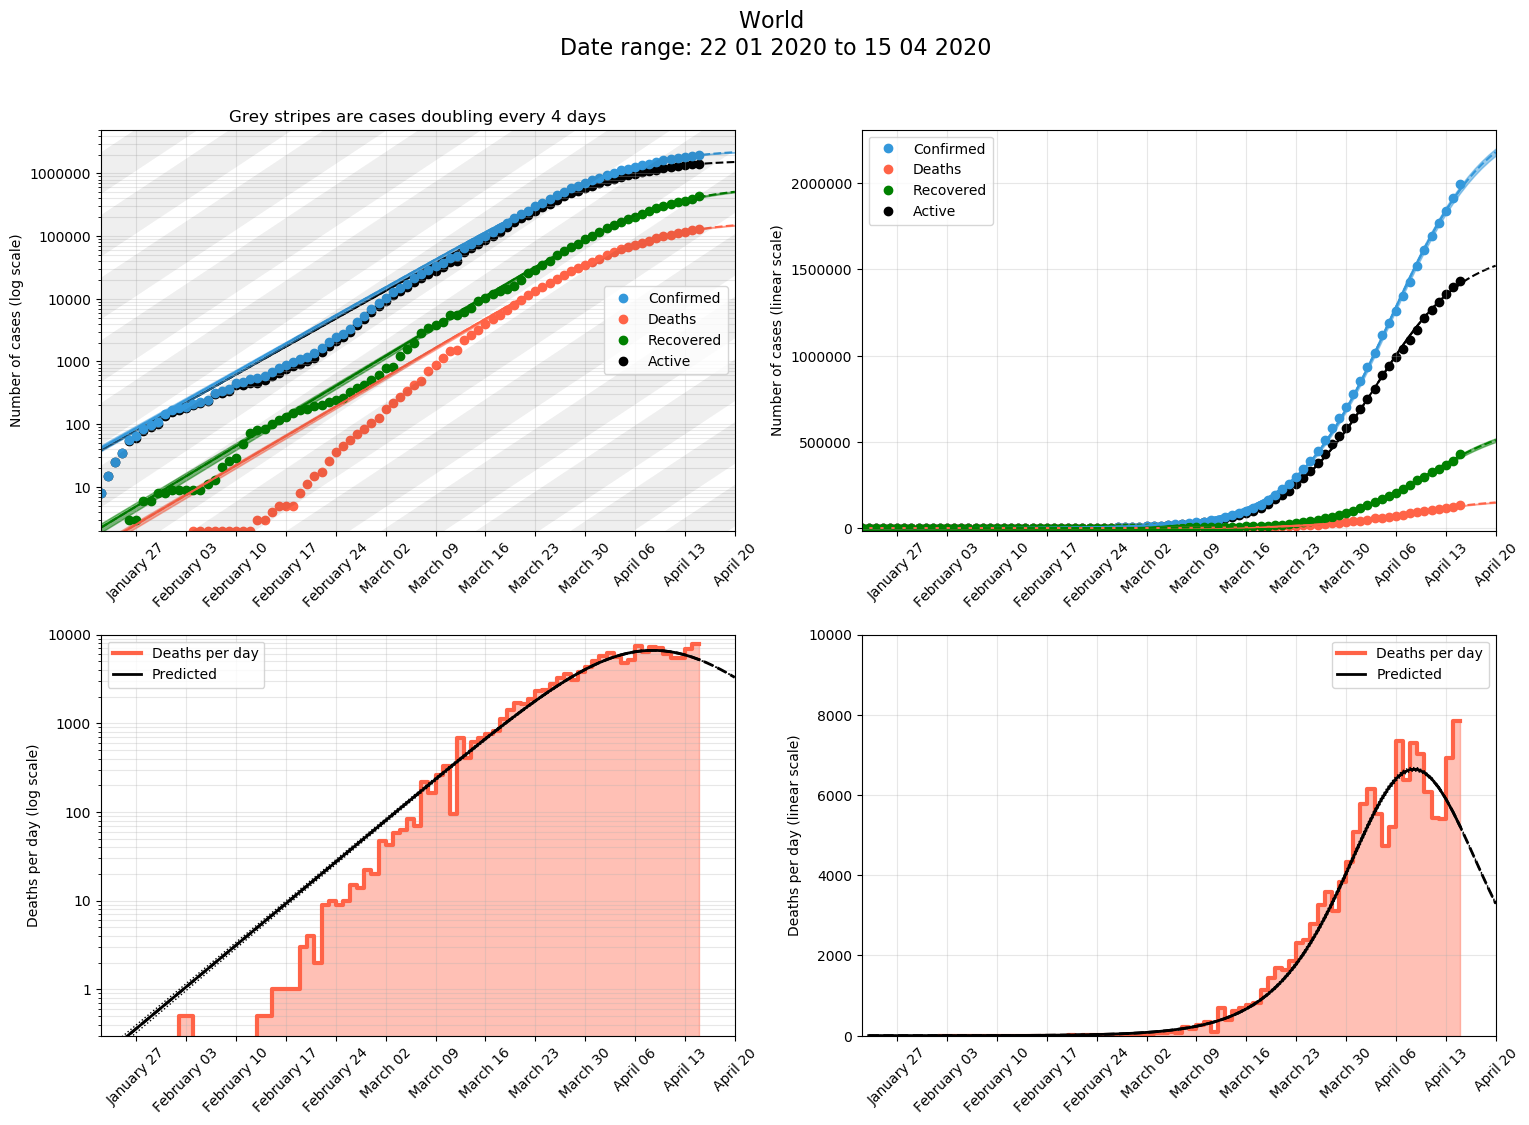 World
Date range: 22 01 2020 to 15 04 2020
Grey stripes are cases doubling every 4 days
Number of cases (log scale)
1000000
100000
10000
1000
100
10
Confirmed
Deaths
Recovered
Active
January 27
February 03
February 10
February 17
February 24
March 02
March 09
March 16
March 23
March 30
April 06
April 13
April 20
Number of cases (linear scale)
2000000
1500000
1000000
500000
0
Confirmed
Deaths
Recovered
Active
January 27
February 03
February 10
February 17
February 24
March 02
March 09
March 16
March 23
March 30
April 06
April 13
April 20
Deaths per day (log scale)
10000
1000
100
10
1
Deaths per day
Predicted
January 27
February 03
February 10
February 17
February 24
March 02
March 09
March 16
March 23
March 30
April 06
April 13
April 20
Deaths per day (linear scale)
10000
8000
6000
4000
2000
0
Deaths per day
Predicted
January 27
February 03
February 10
February 17
February 24
March 02
March 09
March 16
March 23
March 30
April 06
April 13
April 20